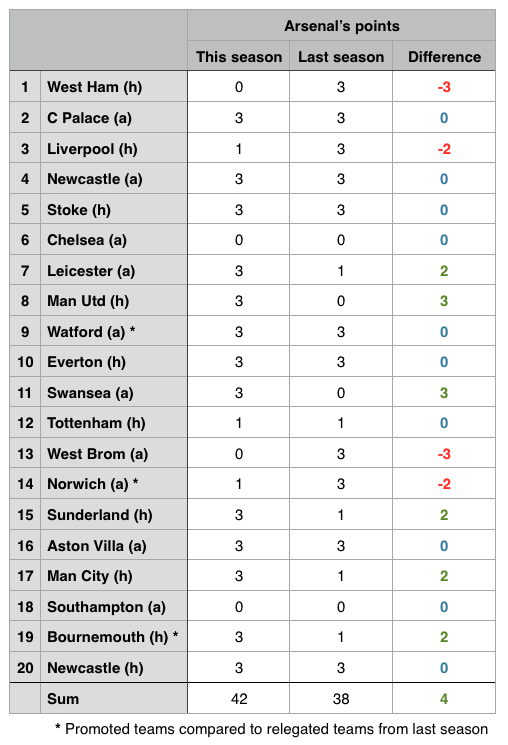 Arsenal’s points
This season Last season Difference
1 West Ham (h) 0 3 -3
2 C Palace (a) 3 3 0
3 Liverpool (h) 1 3 -2
4 Newcastle (a) 3 3 0
5 Stoke (h) 3 3 0
6 Chelsea (a) 0 0 0
7 Leicester (a) 3 1 2
8 Man Utd (h) 3 0 3
9 Watford (a) * 3 3 0
10 Everton (h) 3 3 0
11 Swansea (a) 3 0 3
12 Tottenham (h) 1 1 0
13 West Brom (a) 0 3 -3
14 Norwich (a) * 1 3 -2
15 Sunderland (h) 3 1 2
16 Aston Villa (a) 3 3 0
17 Man City (h) 3 1 2
18 Southampton (a) 0 0 0
19 Bournemouth (h) * 3 1 2
20 Newcastle (h) 3 3 0
Sum 42 38 4
* Promoted teams compared to relegated teams from last season